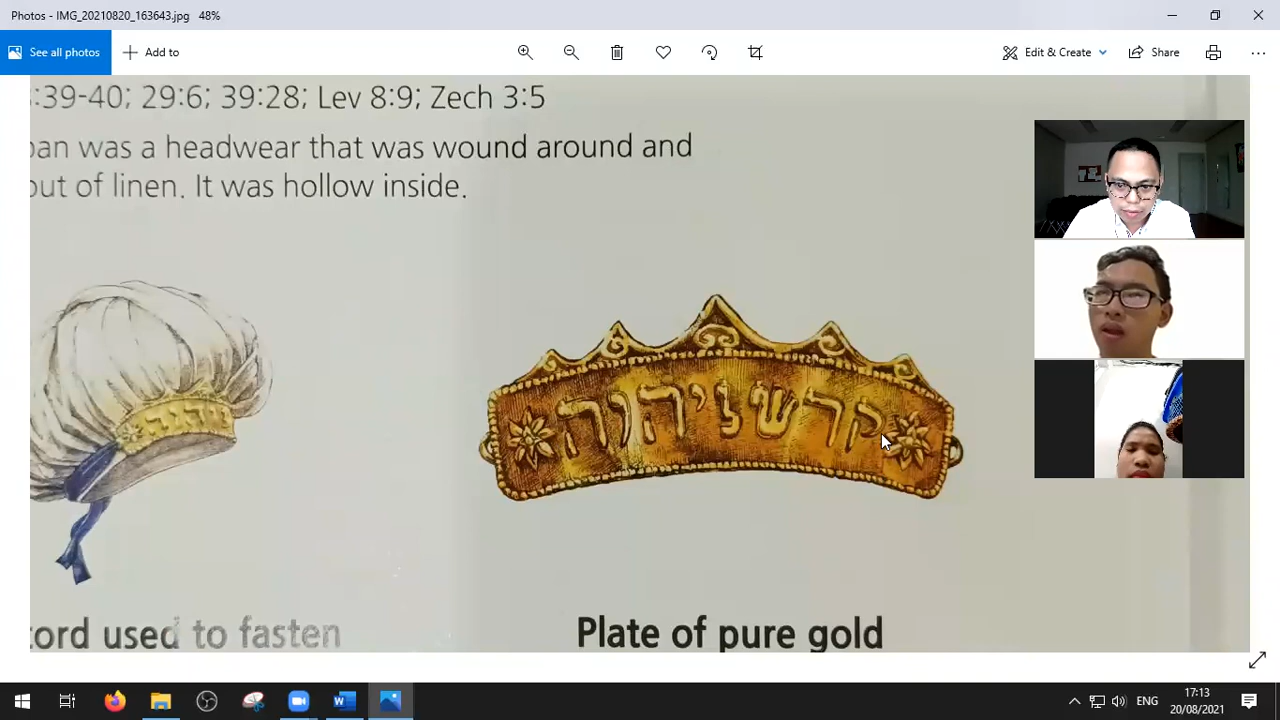 Photos - IMG_20210820_163643.jpg 48%
See all photos
Add to
Edit & Create
Share
:39-40; 29:6; 39:28; Lev 8:9; Zech 3:5
ban was a headwear that was wound around and
out of linen. It was hollow inside.
קדש ליהוה
יהוה
cord used to fasten
Plate of pure gold
ENG
17:13
20/08/2021